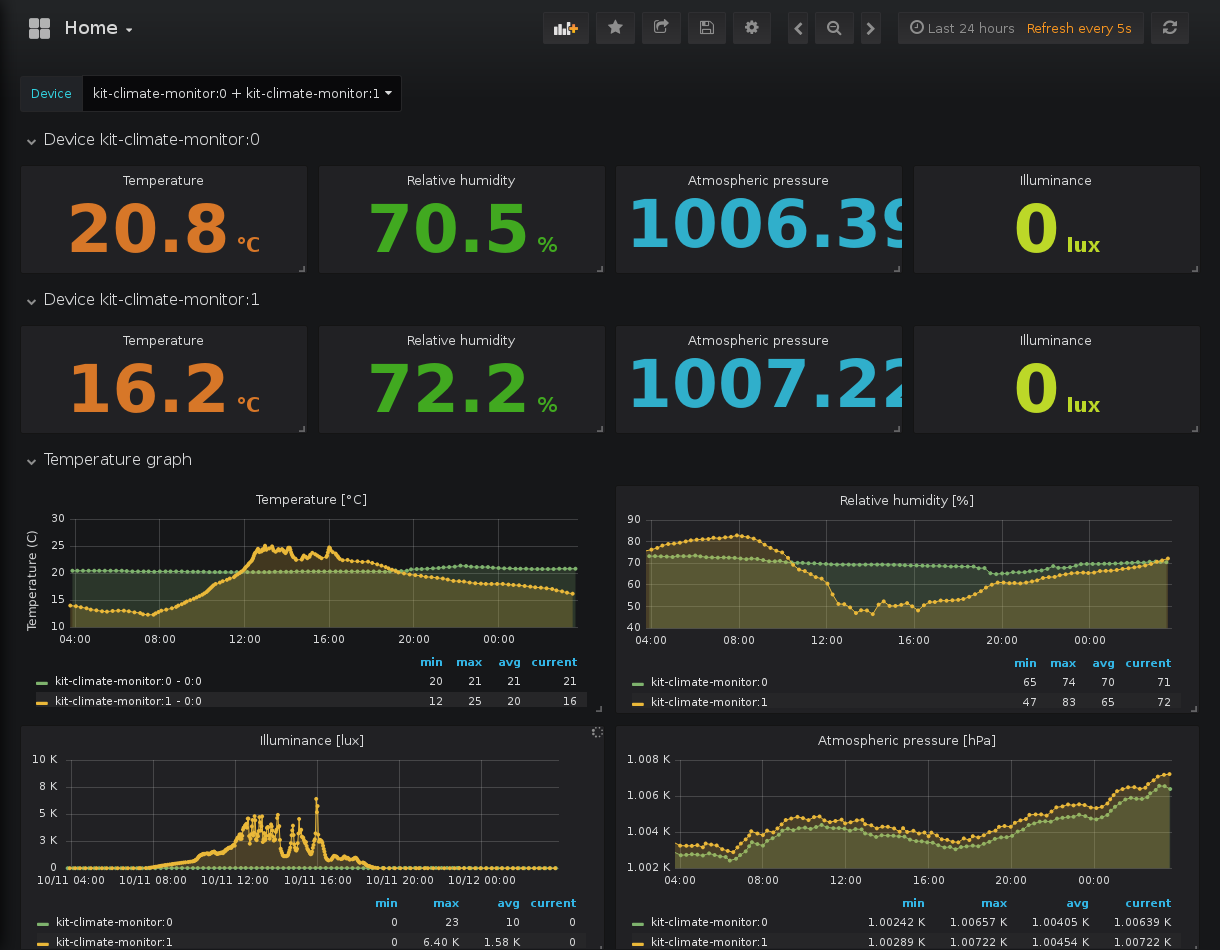 Home
Last 24 hours Refresh every 5s
Device kit-climate-monitor:0 + kit-climate-monitor:1
Device kit-climate-monitor:0
Temperature Relative humidity Atmospheric pressure Illuminance
20.8 °C 70.5 % 1006.39 0 lux
Device kit-climate-monitor:1
Temperature Relative humidity Atmospheric pressure Illuminance
16.2 °C 72.2 % 1007.22 0 lux
Temperature graph
Temperature [°C]
Temperature (C)
30
25
20
15
10
04:00 08:00 12:00 16:00 20:00 00:00
min max avg current
kit-climate-monitor:0 - 0:0 20 21 21 21
kit-climate-monitor:1 - 0:0 12 25 20 16
Relative humidity [%]
90
80
70
60
50
40
04:00 08:00 12:00 16:00 20:00 00:00
min max avg current
kit-climate-monitor:0 65 74 70 71
kit-climate-monitor:1 47 83 65 72
Illuminance [lux]
10 K
8 K
5 K
3 K
0
10/11 04:00 10/11 08:00 10/11 12:00 10/11 16:00 10/11 20:00 10/12 00:00
min max avg current
kit-climate-monitor:0 0 23 10 0
kit-climate-monitor:1 0 6.40 K 1.58 K 0
Atmospheric pressure [hPa]
1.008 K
1.006 K
1.004 K
1.002 K
04:00 08:00 12:00 16:00 20:00 00:00
min max avg current
kit-climate-monitor:0 1.00242 K 1.00657 K 1.00405 K 1.00639 K
kit-climate-monitor:1 1.00289 K 1.00722 K 1.00454 K 1.00722 K